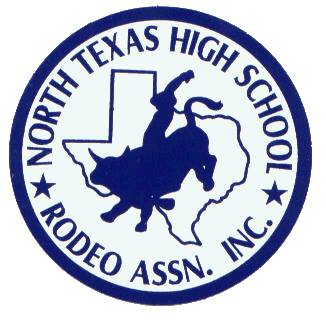 NORTH TEXAS HIGH SCHOOL
RODEO ASSN. INC.